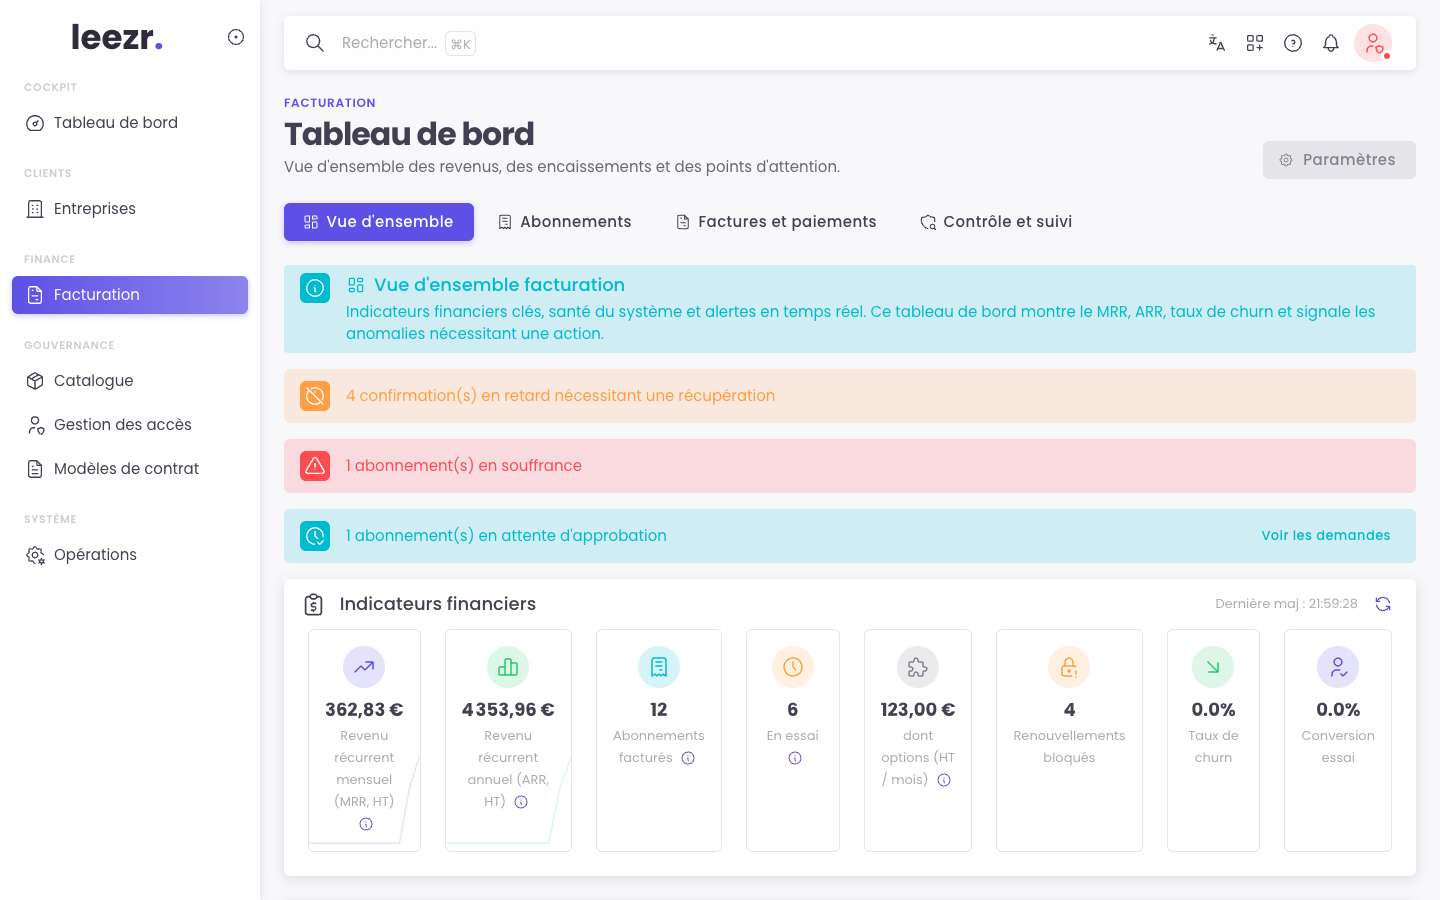 leezr.
Rechercher... ⌘K
COCKPIT
Tableau de bord
CLIENTS
Entreprises
FINANCE
Facturation
GOUVERNANCE
Catalogue
Gestion des accès
Modèles de contrat
SYSTÈME
Opérations
FACTURATION
Tableau de bord
Vue d'ensemble des revenus, des encaissements et des points d'attention.
Paramètres
Vue d'ensemble Abonnements Factures et paiements Contrôle et suivi
Vue d'ensemble facturation
Indicateurs financiers clés, santé du système et alertes en temps réel. Ce tableau de bord montre le MRR, ARR, taux de churn et signale les
anomalies nécessitant une action.
4 confirmation(s) en retard nécessitant une récupération
1 abonnement(s) en souffrance
1 abonnement(s) en attente d'approbation
Voir les demandes
Indicateurs financiers
Dernière maj : 21:59:28
362,83 €
Revenu
récurrent
mensuel
(MRR, HT)
4 353,96 €
Revenu
récurrent
annuel (ARR,
HT)
12
Abonnements
facturés
6
En essai
123,00 €
dont
options (HT
/ mois)
4
Renouvellements
bloqués
0.0%
Taux de
churn
0.0%
Conversion
essai